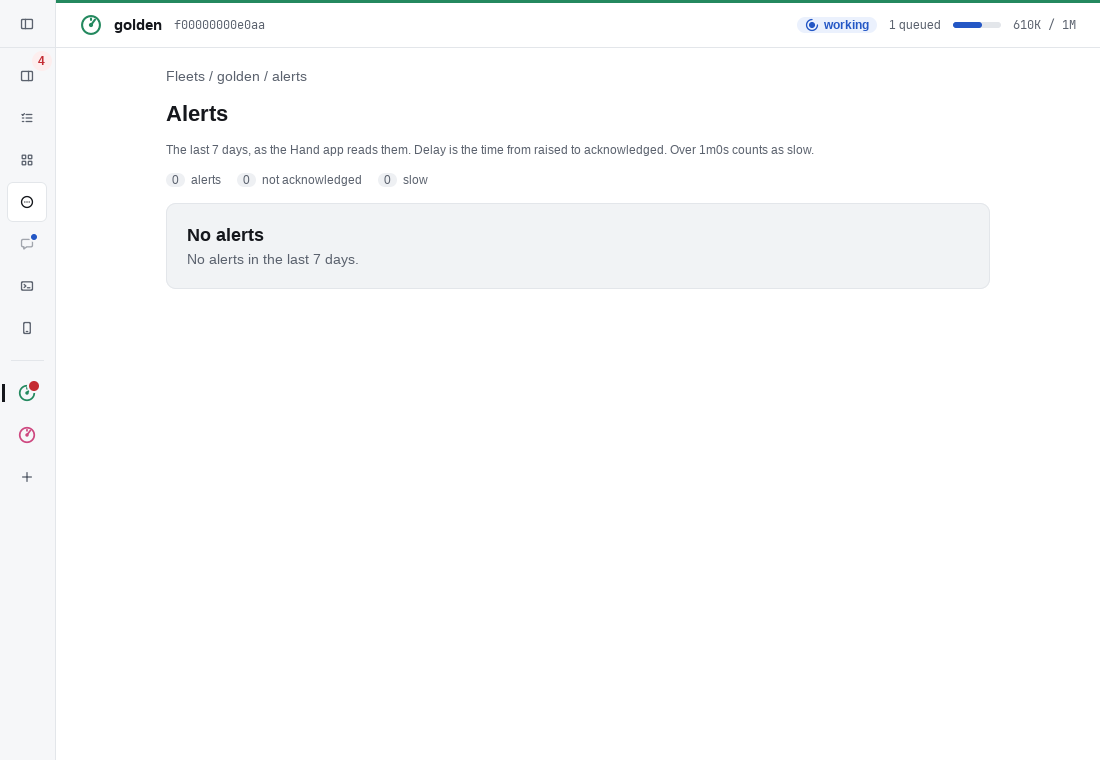 golden f00000000e0aa working 1 queued 610K / 1M
4
Fleets / golden / alerts
Alerts
The last 7 days, as the Hand app reads them. Delay is the time from raised to acknowledged. Over 1m0s counts as slow.
0 alerts 0 not acknowledged 0 slow
No alerts
No alerts in the last 7 days.